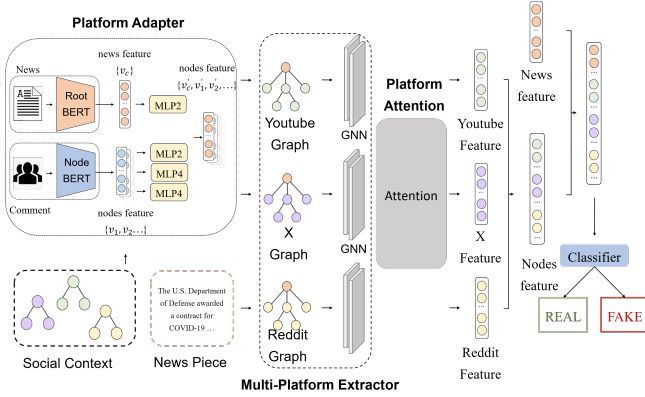 Platform Adapter
news feature
{v_c}
nodes feature
{v_c', v_1', v_2', …}
News
Root
BERT
MLP2
Node
BERT
MLP2
MLP4
MLP4
Comment
nodes feature
{v_1, v_2…}
Social Context
The U.S. Department
of Defense awarded
a contract for
COVID-19 …
News Piece
Youtube
Graph
GNN
X
Graph
GNN
Reddit
Graph
Multi-Platform Extractor
Platform
Attention
Attention
Youtube
Feature
X
Feature
Reddit
Feature
News
feature
Nodes
feature
Classifier
REAL
FAKE